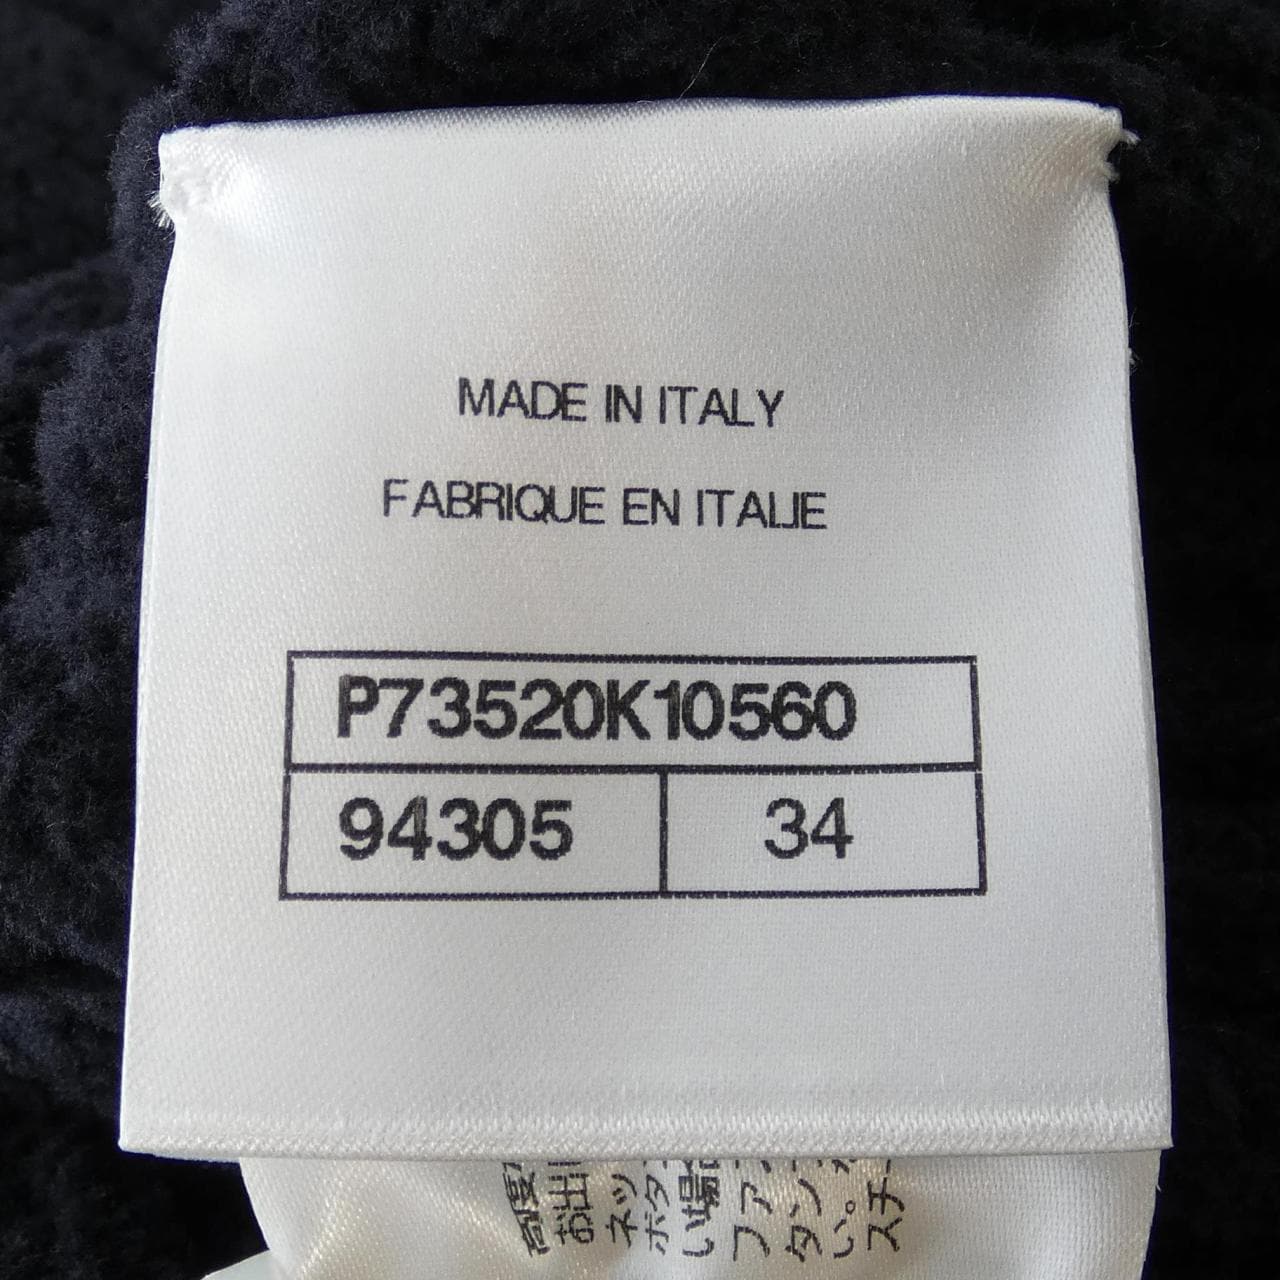 MADE IN ITALY
FABRIQUE EN ITALIE
P73520K10560
94305 34